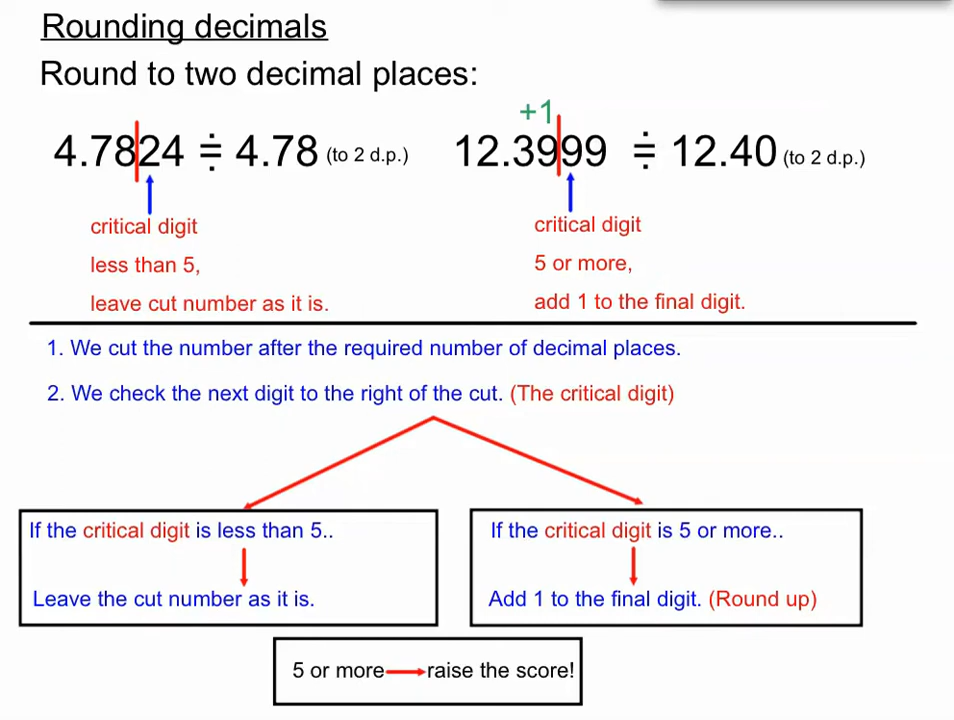 Rounding decimals
Round to two decimal places:
+1
4.7824 ≑ 4.78 (to 2 d.p.) 12.3999 ≑ 12.40 (to 2 d.p.)
critical digit
less than 5,
leave cut number as it is.
critical digit
5 or more,
add 1 to the final digit.
1. We cut the number after the required number of decimal places.
2. We check the next digit to the right of the cut. (The critical digit)
If the critical digit is less than 5..
Leave the cut number as it is.
If the critical digit is 5 or more..
Add 1 to the final digit. (Round up)
5 or more → raise the score!